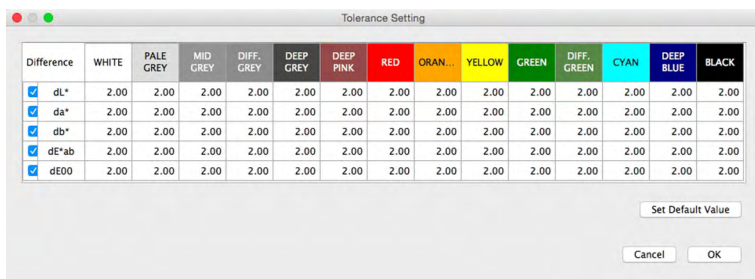 Tolerance Setting
Difference WHITE PALE GREY MID GREY DIFF. GREY DEEP GREY DEEP PINK RED ORAN... YELLOW GREEN DIFF. GREEN CYAN DEEP BLUE BLACK
dL* 2.00 2.00 2.00 2.00 2.00 2.00 2.00 2.00 2.00 2.00 2.00 2.00 2.00 2.00
da* 2.00 2.00 2.00 2.00 2.00 2.00 2.00 2.00 2.00 2.00 2.00 2.00 2.00 2.00
db* 2.00 2.00 2.00 2.00 2.00 2.00 2.00 2.00 2.00 2.00 2.00 2.00 2.00 2.00
dE*ab 2.00 2.00 2.00 2.00 2.00 2.00 2.00 2.00 2.00 2.00 2.00 2.00 2.00 2.00
dE00 2.00 2.00 2.00 2.00 2.00 2.00 2.00 2.00 2.00 2.00 2.00 2.00 2.00 2.00
Set Default Value
Cancel OK